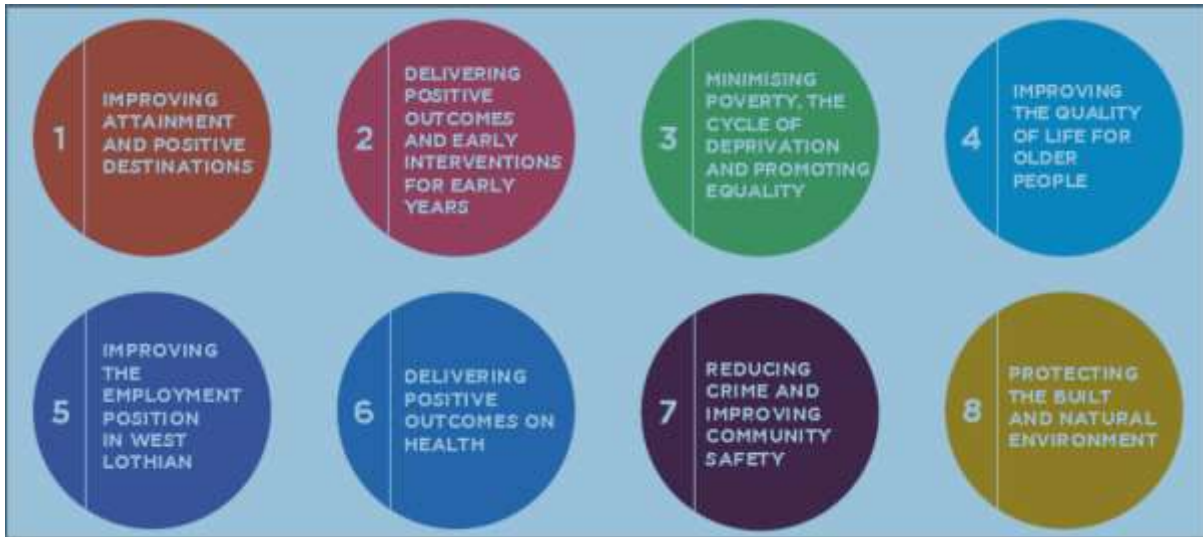 1
IMPROVING
ATTAINMENT
AND POSITIVE
DESTINATIONS
2
DELIVERING
POSITIVE
OUTCOMES
AND EARLY
INTERVENTIONS
FOR EARLY
YEARS
3
MINIMISING
POVERTY, THE
CYCLE OF
DEPRIVATION
AND PROMOTING
EQUALITY
4
IMPROVING
THE QUALITY
OF LIFE FOR
OLDER
PEOPLE
5
IMPROVING
THE
EMPLOYMENT
POSITION
IN WEST
LOTHIAN
6
DELIVERING
POSITIVE
OUTCOMES ON
HEALTH
7
REDUCING
CRIME AND
IMPROVING
COMMUNITY
SAFETY
8
PROTECTING
THE BUILT
AND NATURAL
ENVIRONMENT